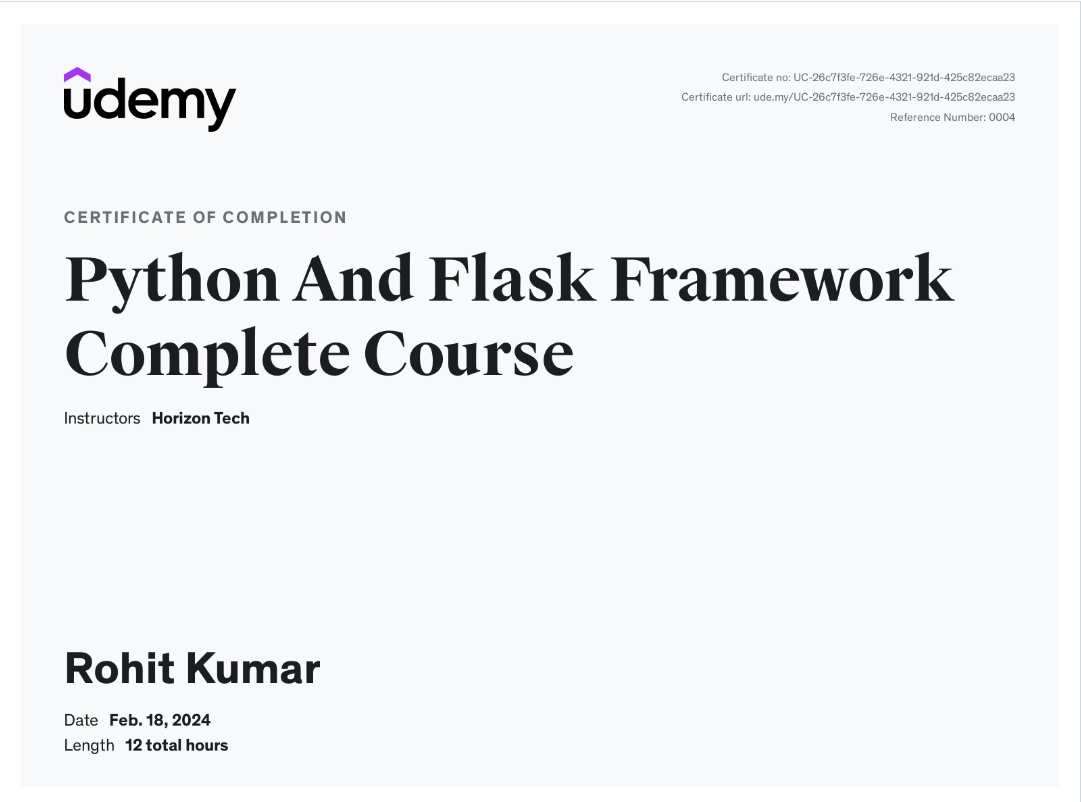 udemy
Certificate no: UC-26c7f3fe-726e-4321-921d-425c82ecaa23
Certificate url: ude.my/UC-26c7f3fe-726e-4321-921d-425c82ecaa23
Reference Number: 0004
CERTIFICATE OF COMPLETION
Python And Flask Framework
Complete Course
Instructors Horizon Tech
Rohit Kumar
Date Feb. 18, 2024
Length 12 total hours